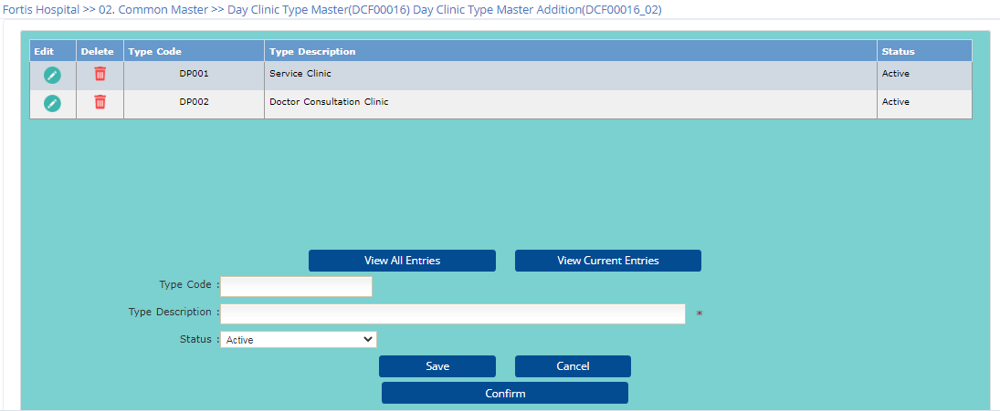 Fortis Hospital >> 02. Common Master >> Day Clinic Type Master(DCF00016) Day Clinic Type Master Addition(DCF00016_02)
Edit Delete Type Code Type Description Status
DP001 Service Clinic Active
DP002 Doctor Consultation Clinic Active
View All Entries View Current Entries
Type Code :
Type Description : *
Status : Active
Save Cancel
Confirm